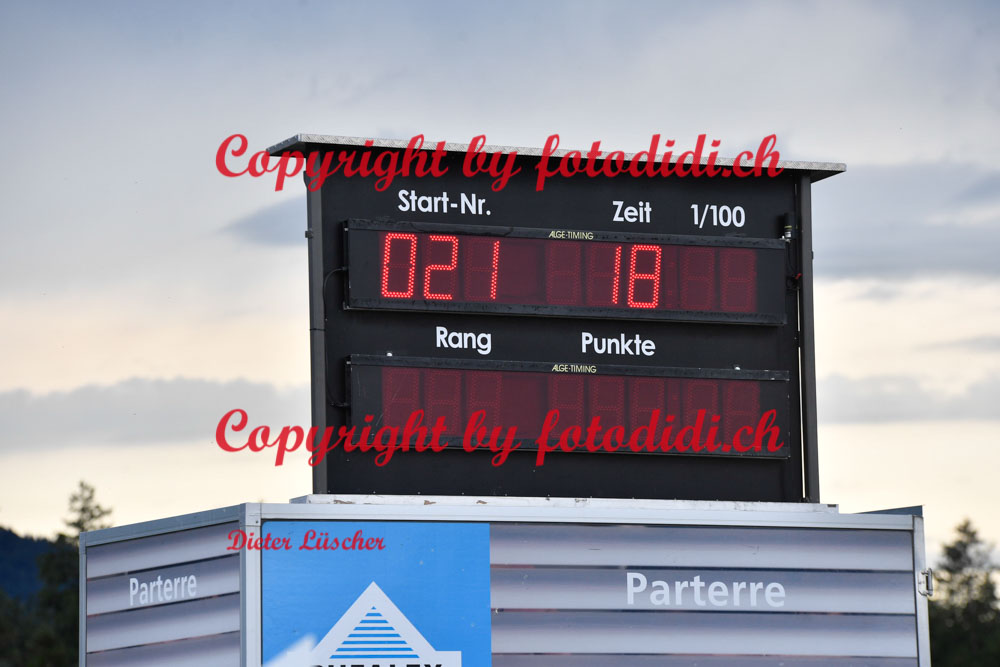 Copyright by fotodidi.ch
Start-Nr. Zeit 1/100
ALGE-TIMING
021 18
Rang Punkte
ALGE-TIMING
Copyright by fotodidi.ch
Dieter Lüscher
Parterre
Parterre